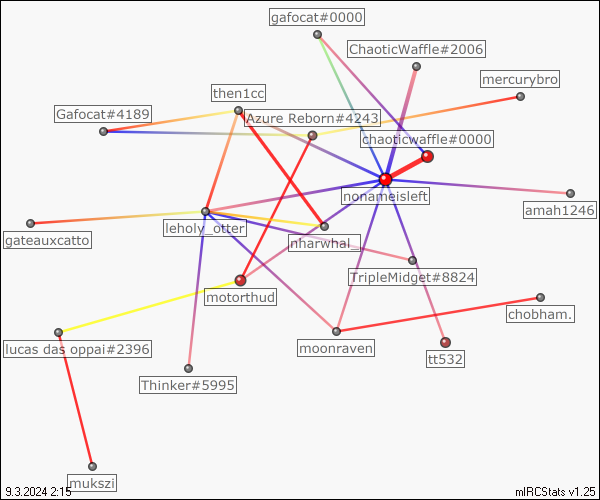 gafocat#0000
ChaoticWaffle#2006
mercurybro
then1cc
Gafocat#4189
Azure Reborn#4243
chaoticwaffle#0000
nonameisleft
amah1246
leholy_otter
gateauxcatto
nharwhal_
TripleMidget#8824
motorthud
chobham.
moonraven
lucas das oppai#2396
tt532
Thinker#5995
mukszi
9.3.2024 2:15
mIRCStats v1.25